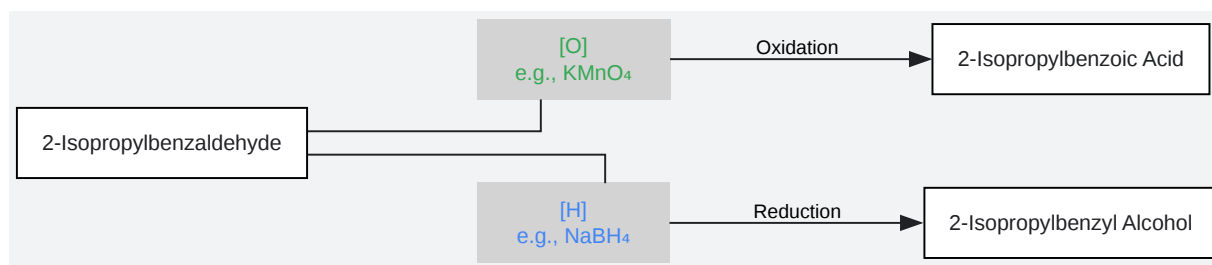 [O]
e.g., KMnO₄
Oxidation
2-Isopropylbenzoic Acid
2-Isopropylbenzaldehyde
[H]
e.g., NaBH₄
Reduction
2-Isopropylbenzyl Alcohol